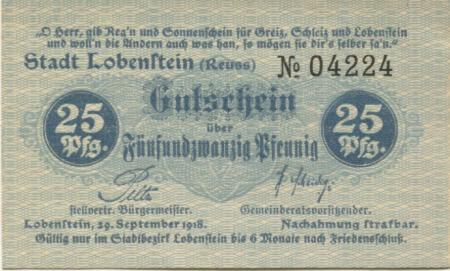 „O Herr, gib Reg'n und Sonnenschein für Greiz, Schleiz und Lobenstein
und woll'n die Andern auch was han, so mögen sie dir's selber sa'n.“
Stadt Lobenstein (Reuss) № 04224
Gutschein
über
25 Pfg. Fünfundzwanzig Pfennig 25 Pfg.
stellvertr. Bürgermeister. Gemeinderatsvorsitzender.
Lobenstein, 29. September 1918. Nachahmung strafbar.
Gültig nur im Stadtbezirk Lobenstein bis 6 Monate nach Friedensschluß.